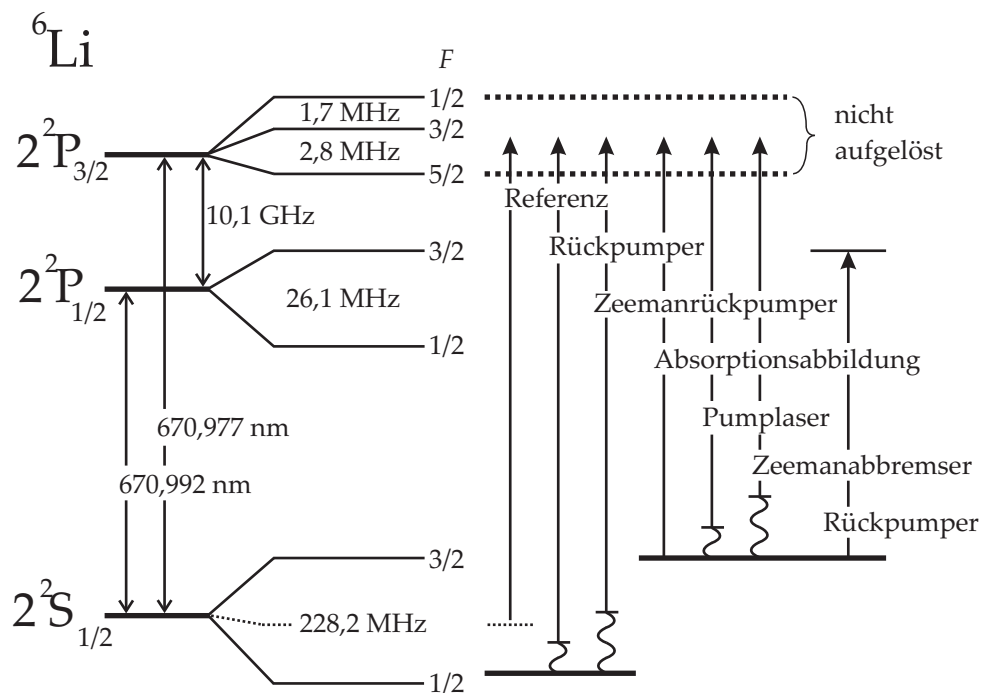 ⁶Li
F
1/2
1,7 MHz
3/2
2,8 MHz
5/2
nicht
aufgelöst
2²P3/2
Referenz
10,1 GHz
Rückpumper
3/2
2²P1/2
26,1 MHz
Zeemanrückpumper
1/2
Absorptionsabbildung
Pumplaser
670,977 nm
Zeemanabbremser
670,992 nm
Rückpumper
3/2
2²S1/2
228,2 MHz
1/2